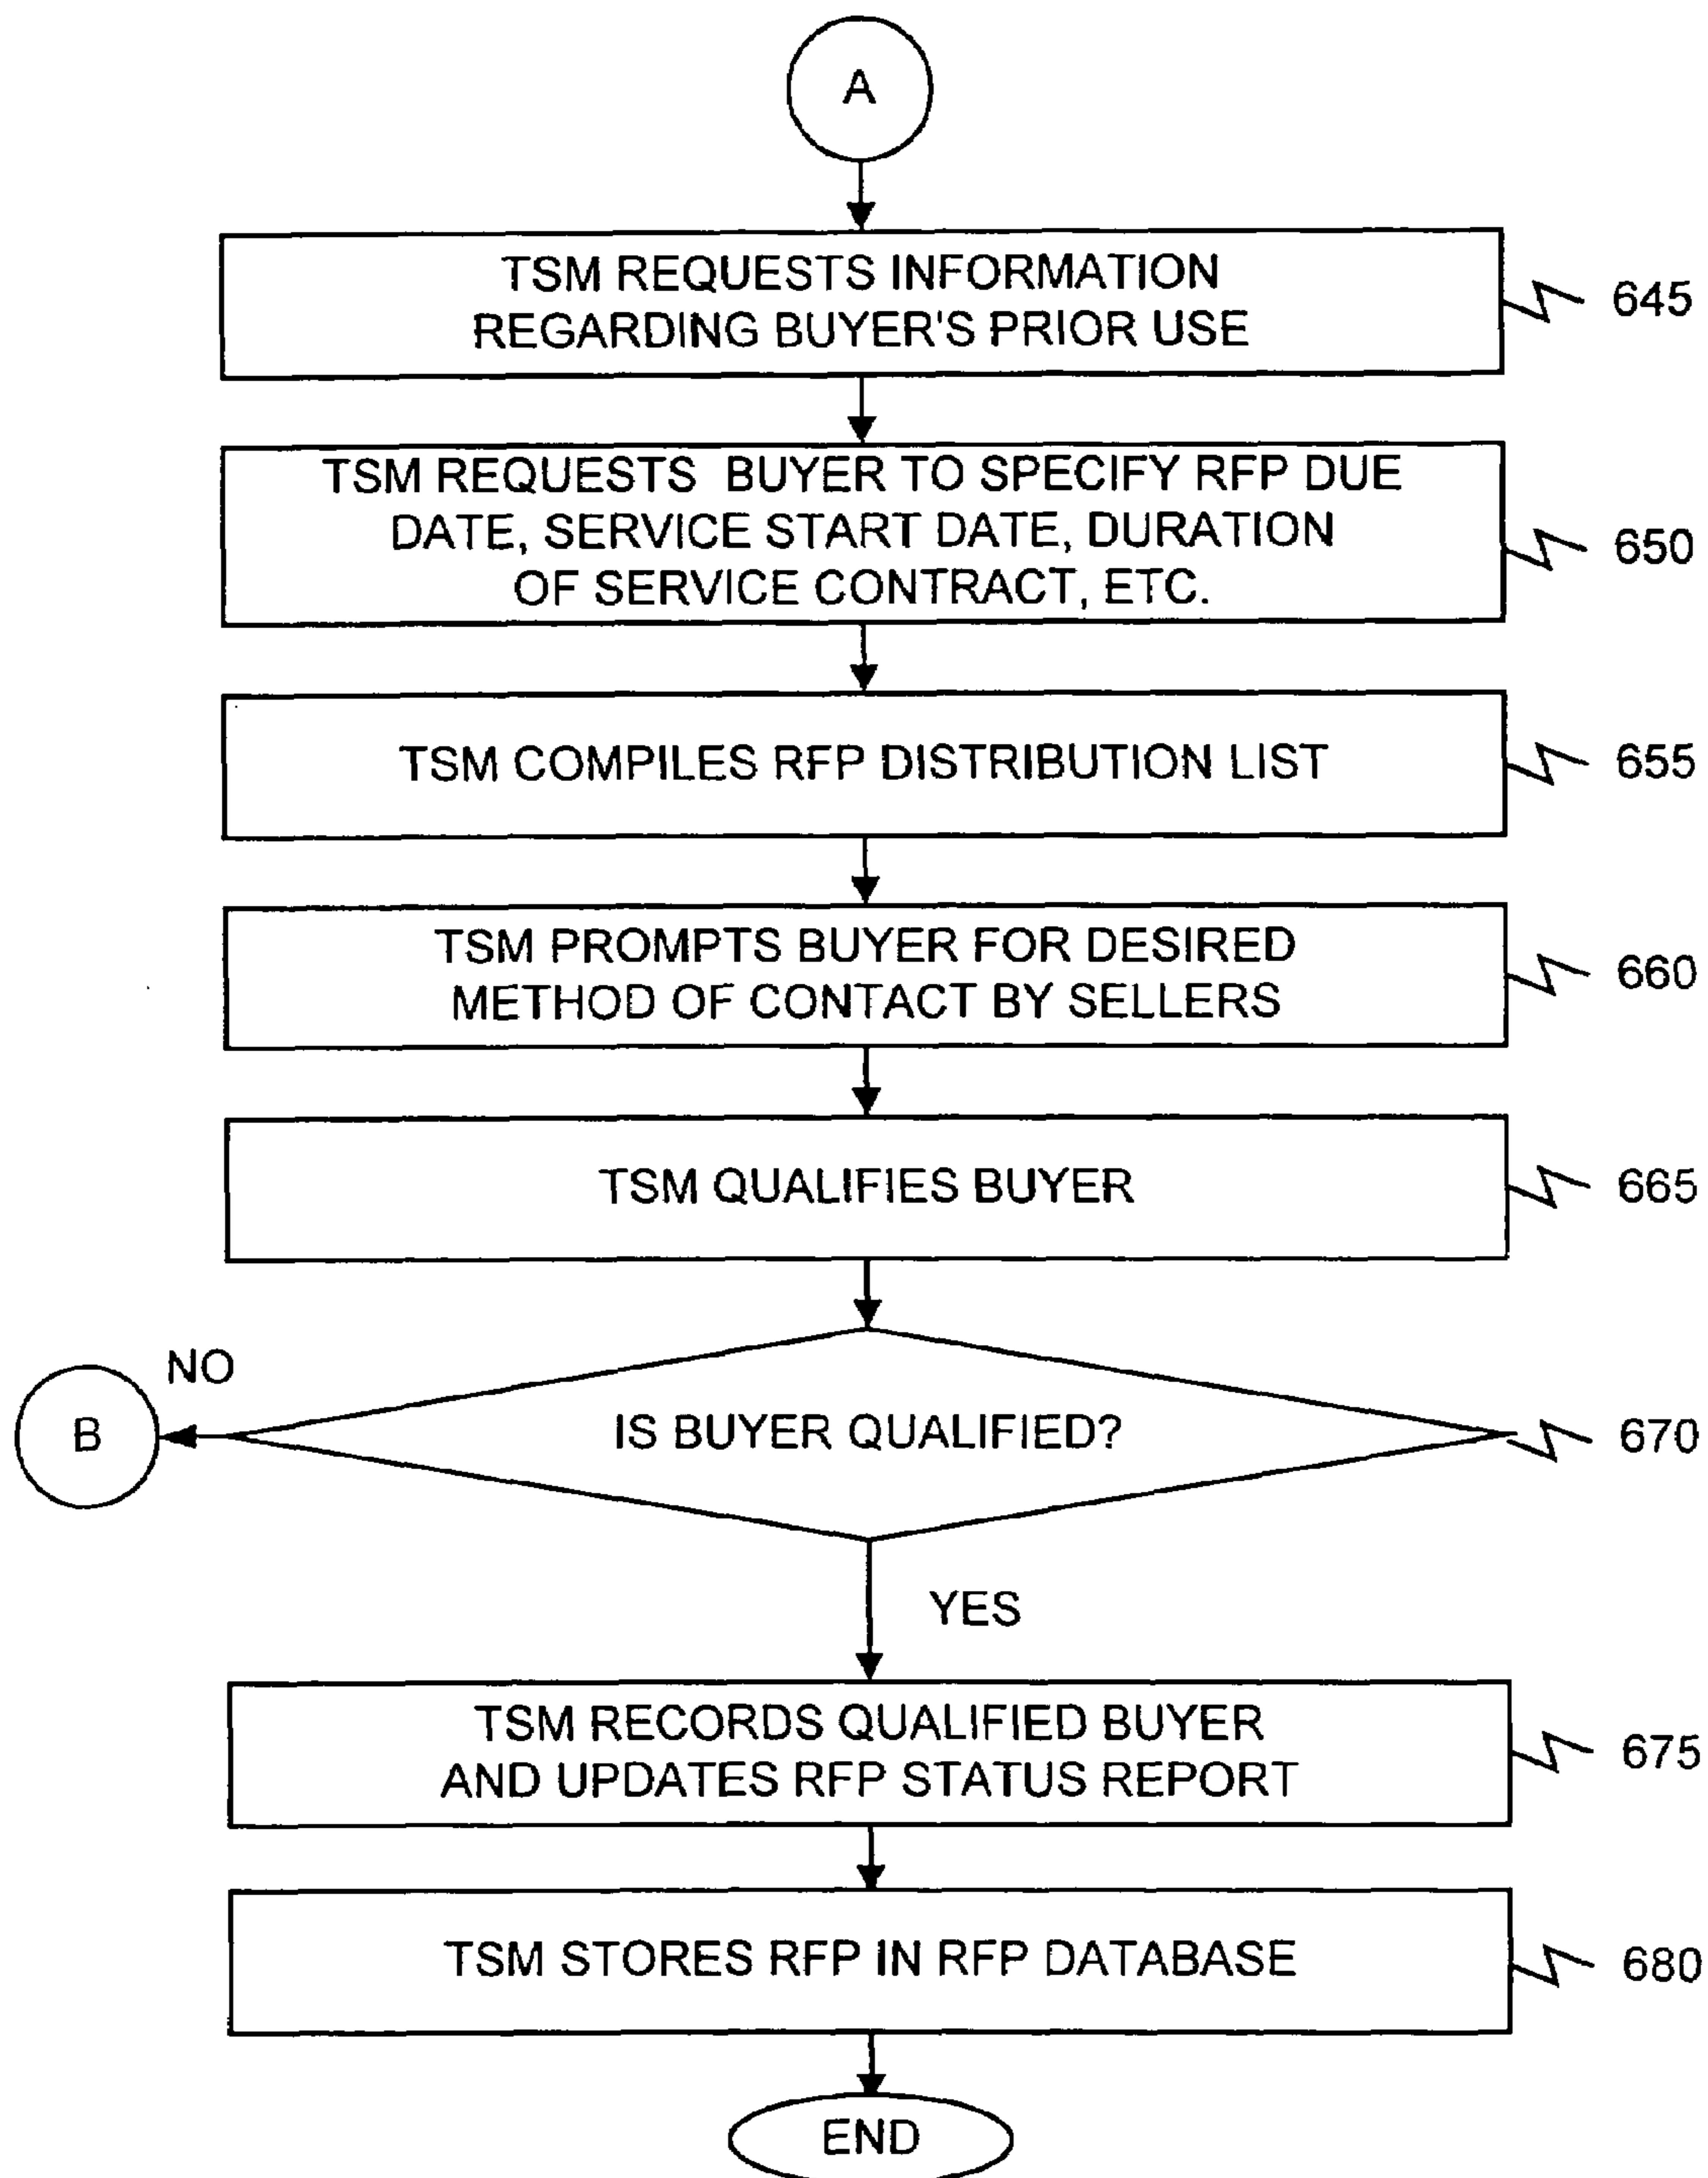 A
TSM REQUESTS INFORMATION
REGARDING BUYER'S PRIOR USE
645
TSM REQUESTS BUYER TO SPECIFY RFP DUE
DATE, SERVICE START DATE, DURATION
OF SERVICE CONTRACT, ETC.
650
TSM COMPILES RFP DISTRIBUTION LIST
655
TSM PROMPTS BUYER FOR DESIRED
METHOD OF CONTACT BY SELLERS
660
TSM QUALIFIES BUYER
665
NO
B
IS BUYER QUALIFIED?
670
YES
TSM RECORDS QUALIFIED BUYER
AND UPDATES RFP STATUS REPORT
675
TSM STORES RFP IN RFP DATABASE
680
END